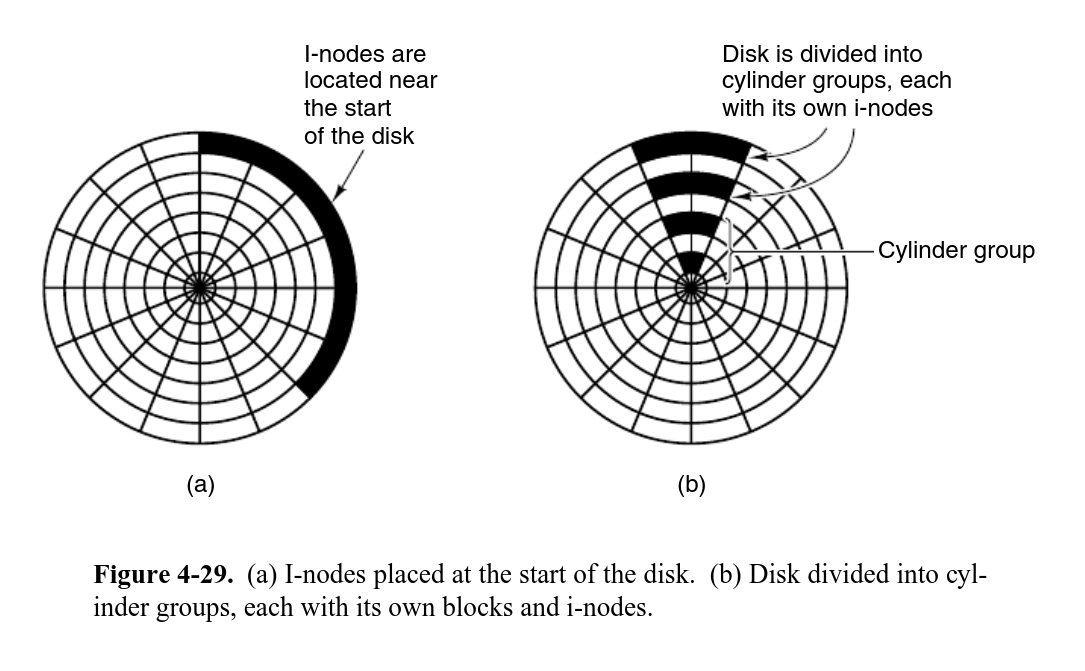 I-nodes are
located near
the start
of the disk
Disk is divided into
cylinder groups, each
with its own i-nodes
Cylinder group
(a)
(b)
Figure 4-29. (a) I-nodes placed at the start of the disk. (b) Disk divided into cyl-
inder groups, each with its own blocks and i-nodes.